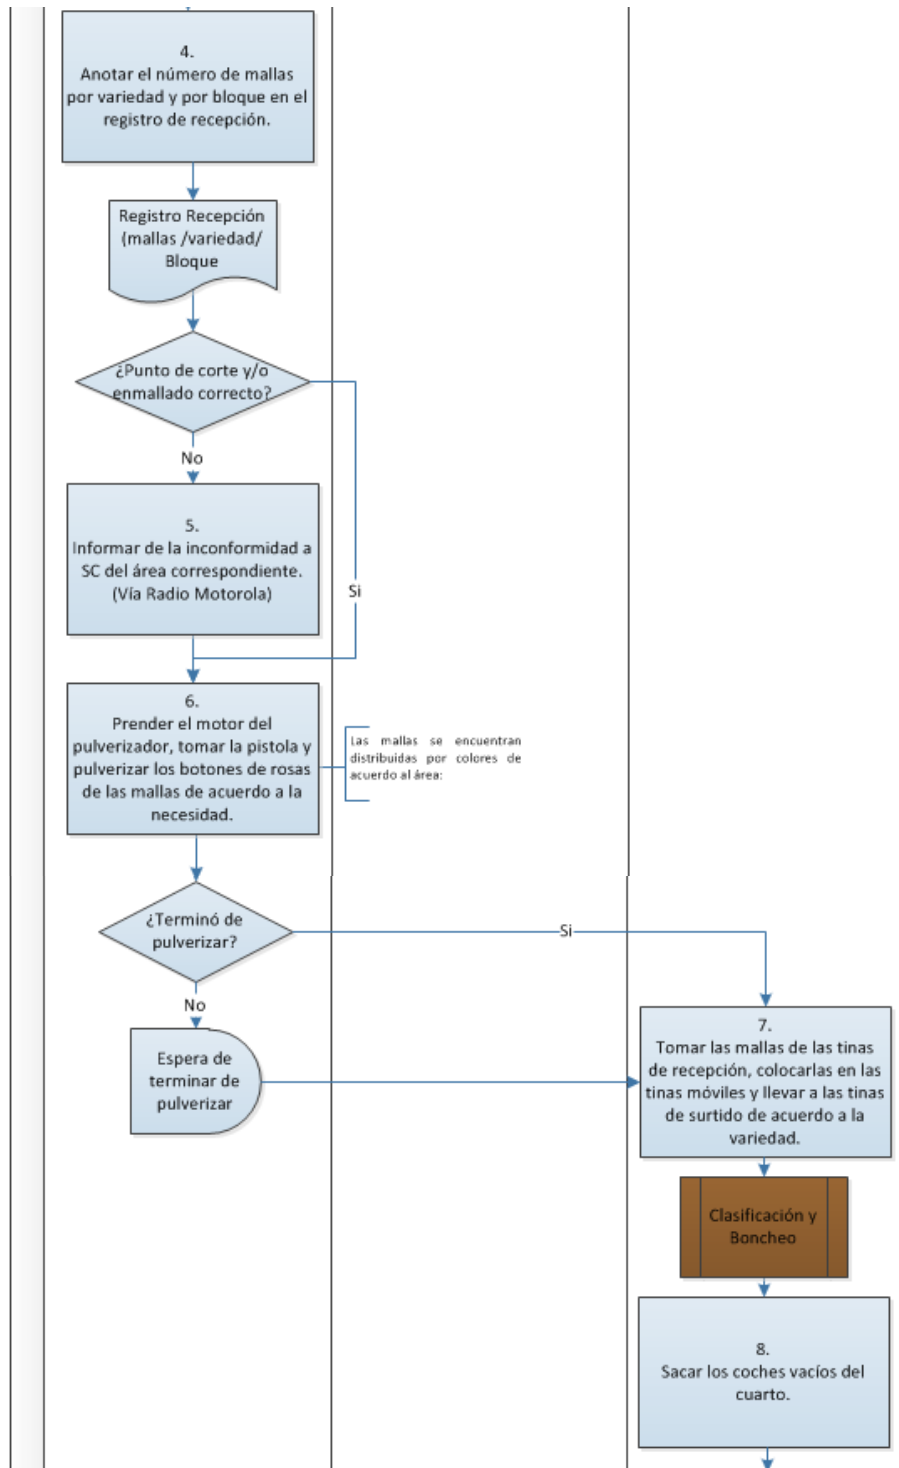 4.
Anotar el número de mallas
por variedad y por bloque en el
registro de recepción.
Registro Recepción
(mallas /variedad/
Bloque
¿Punto de corte y/o
enmallado correcto?
No
5.
Informar de la inconformidad a
SC del área correspondiente.
(Vía Radio Motorola)
Si
6.
Prender el motor del
pulverizador, tomar la pistola y
pulverizar los botones de rosas
de las mallas de acuerdo a la
necesidad.
Las mallas se encuentran
distribuidas por colores de
acuerdo al área:
¿Terminó de
pulverizar?
Si
No
Espera de
terminar de
pulverizar
7.
Tomar las mallas de las tinas
de recepción, colocarlas en las
tinas móviles y llevar a las tinas
de surtido de acuerdo a la
variedad.
Clasificación y
Boncheo
8.
Sacar los coches vacíos del
cuarto.